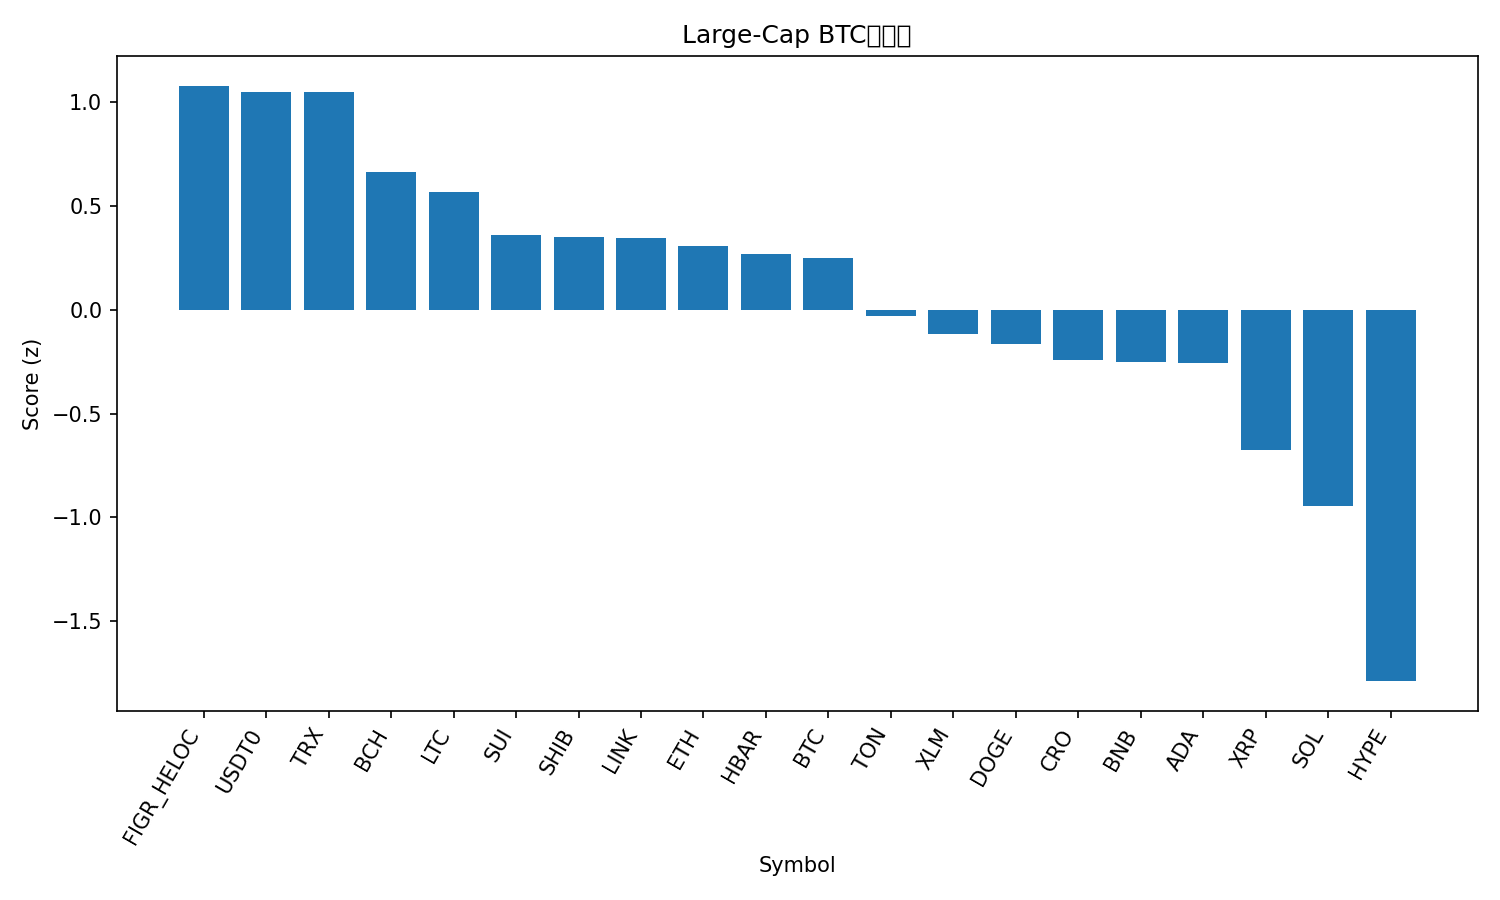 Large-Cap BTC
1.0
0.5
0.0
−0.5
−1.0
−1.5
Score (z)
FIGR_HELOC
USDT0
TRX
BCH
LTC
SUI
SHIB
LINK
ETH
HBAR
BTC
TON
XLM
DOGE
CRO
BNB
ADA
XRP
SOL
HYPE
Symbol